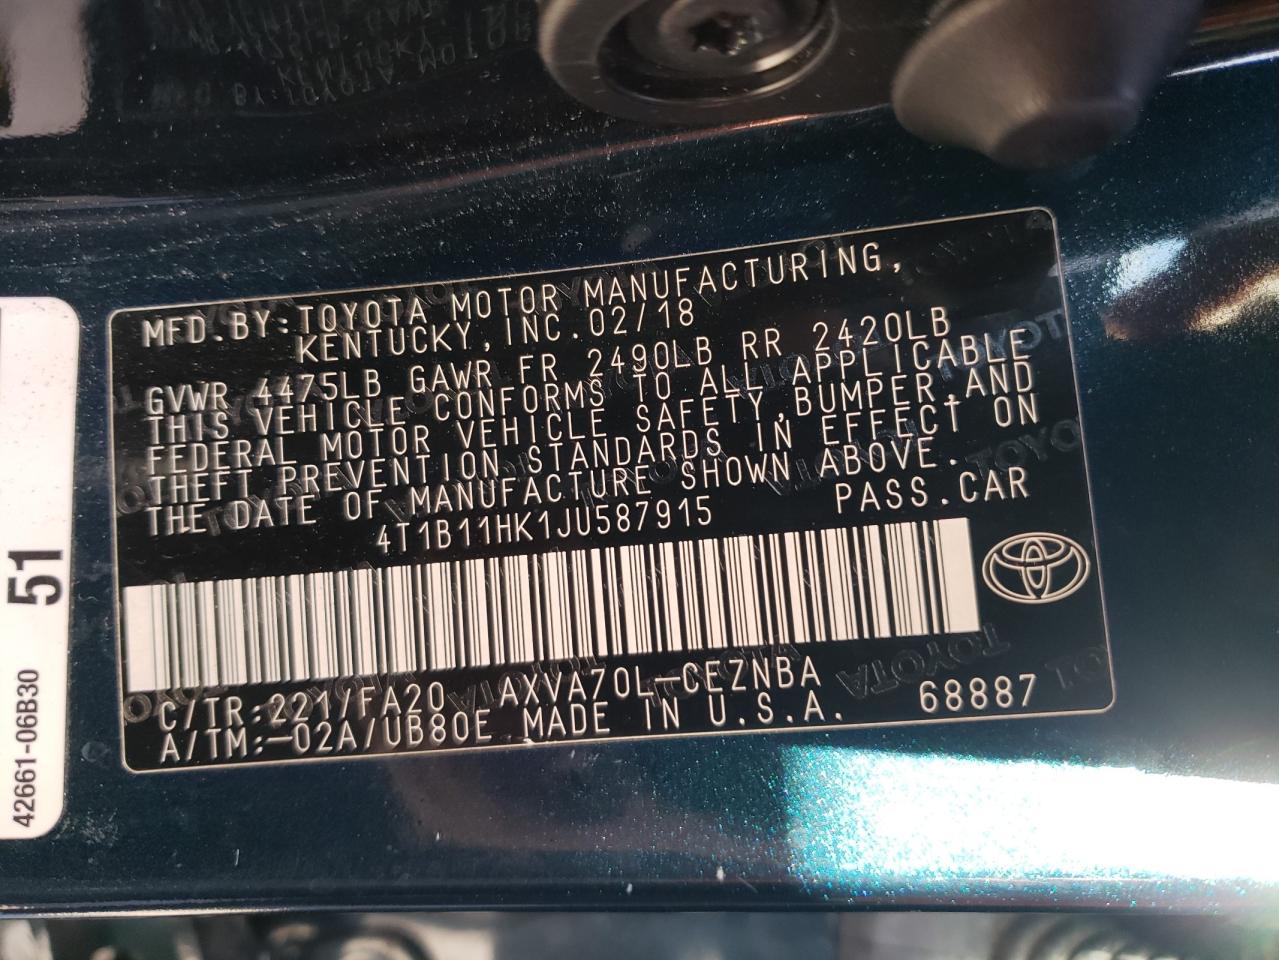 MFD.BY:TOYOTA MOTOR MANUFACTURING,
KENTUCKY,INC.02/18
GVWR 4475LB GAWR FR 2490LB RR 2420LB
THIS VEHICLE CONFORMS TO ALL APPLICABLE
FEDERAL MOTOR VEHICLE SAFETY,BUMPER,AND
THEFT PREVENTION STANDARDS IN EFFECT ON
THE DATE OF MANUFACTURE SHOWN ABOVE.
4T1B11HK1JU587915 PASS.CAR
C/TR:221/FA20 AXVA70L-CEZNBA
A/TM:-02A/UB80E MADE IN U.S.A. 68887
51
42661-06B30